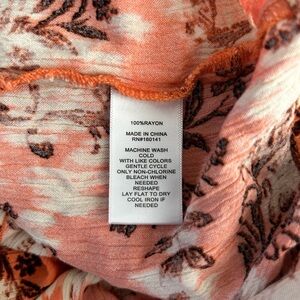 100%RAYON
MADE IN CHINA
RN#160141
MACHINE WASH
COLD
WITH LIKE COLORS
GENTLE CYCLE
ONLY NON-CHLORINE
BLEACH WHEN
NEEDED
RESHAPE
LAY FLAT TO DRY
COOL IRON IF
NEEDED